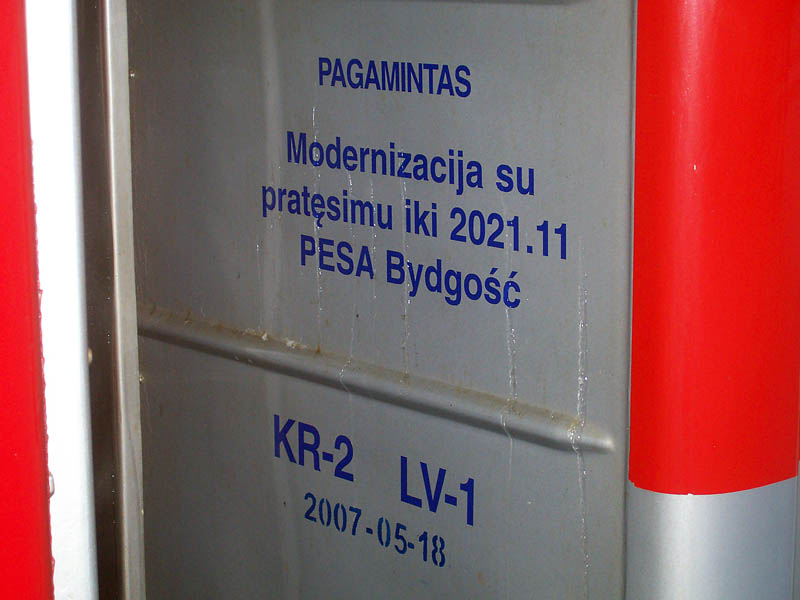 PAGAMINTAS
Modernizacija su
pratęsimu iki 2021.11
PESA Bydgość
KR-2 LV-1
2007-05-18